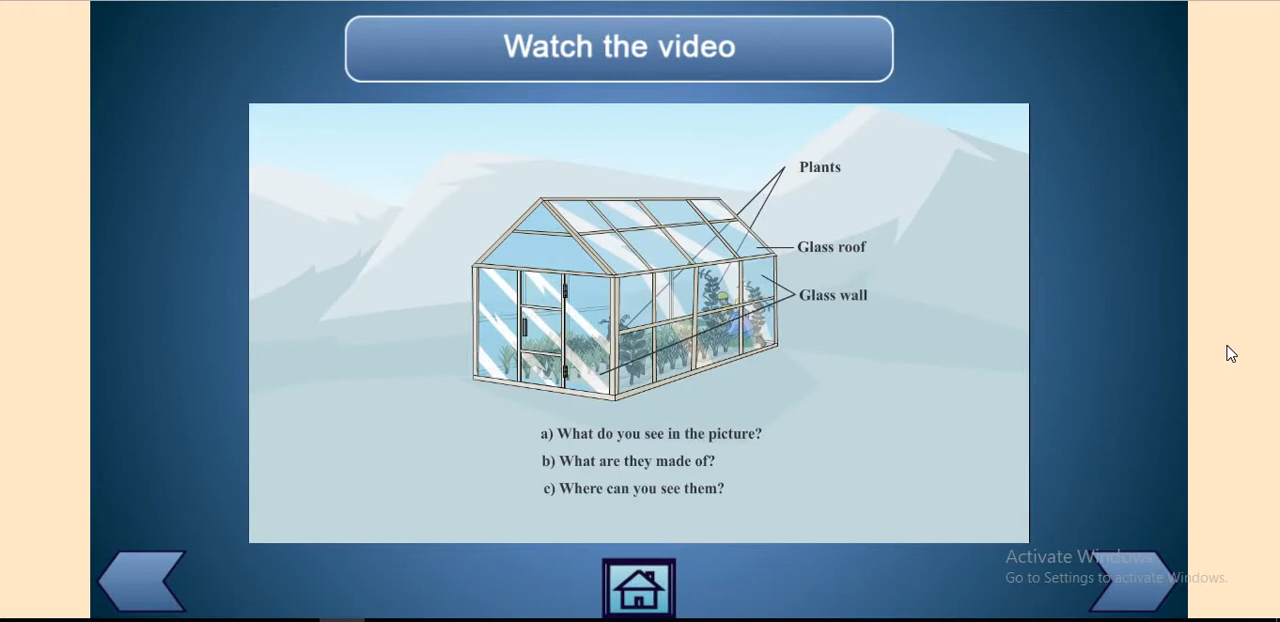 Watch the video
Plants
Glass roof
Glass wall
a) What do you see in the picture?
b) What are they made of?
c) Where can you see them?
Activate Windows
Go to Settings to activate Windows.